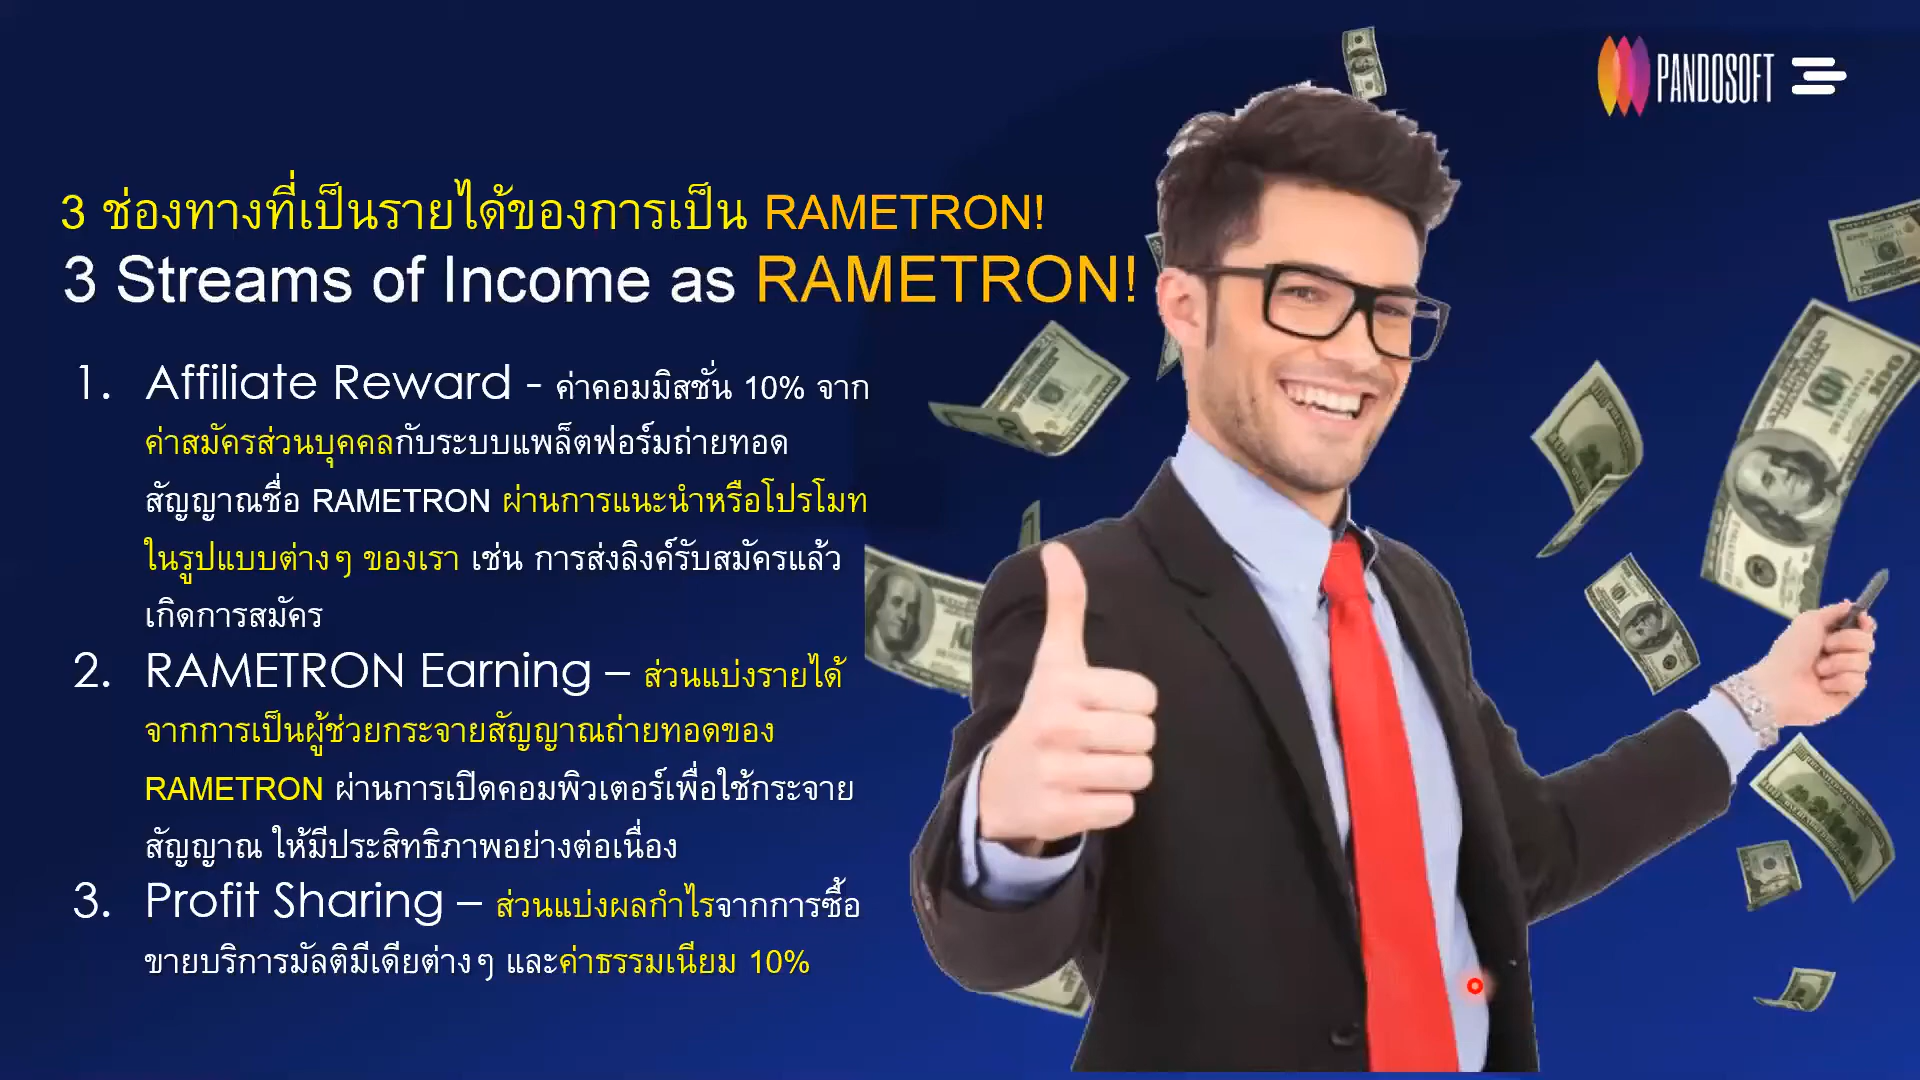 PANDOSOFT
3 ช่องทางที่เป็นรายได้ของการเป็น RAMETRON!
3 Streams of Income as RAMETRON!
1. Affiliate Reward - ค่าคอมมิสชั่น 10% จาก
ค่าสมัครส่วนบุคคลกับระบบแพล็ตฟอร์มถ่ายทอด
สัญญาณชื่อ RAMETRON ผ่านการแนะนำหรือโปรโมท
ในรูปแบบต่างๆ ของเรา เช่น การส่งลิงค์รับสมัครแล้ว
เกิดการสมัคร
2. RAMETRON Earning – ส่วนแบ่งรายได้
จากการเป็นผู้ช่วยกระจายสัญญาณถ่ายทอดของ
RAMETRON ผ่านการเปิดคอมพิวเตอร์เพื่อใช้กระจาย
สัญญาณ ให้มีประสิทธิภาพอย่างต่อเนื่อง
3. Profit Sharing – ส่วนแบ่งผลกำไรจากการซื้อ
ขายบริการมัลติมีเดียต่างๆ และค่าธรรมเนียม 10%